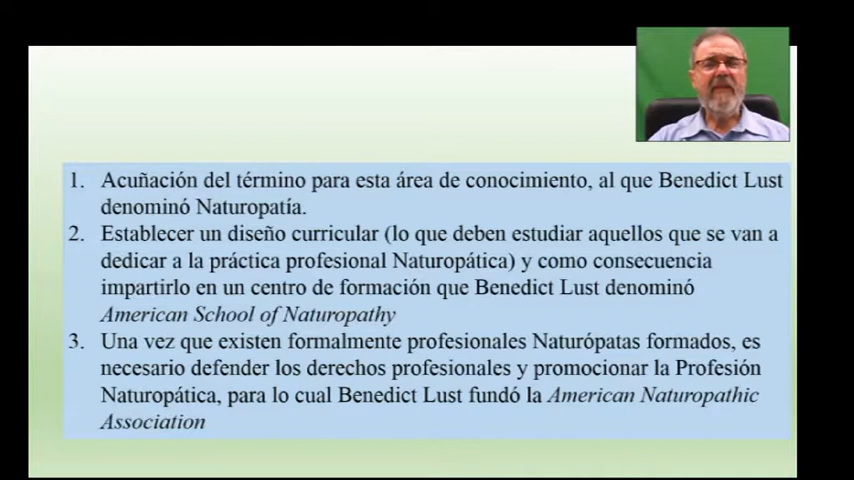 1. Acuñación del término para esta área de conocimiento, al que Benedict Lust
denominó Naturopatía.
2. Establecer un diseño curricular (lo que deben estudiar aquellos que se van a
dedicar a la práctica profesional Naturopática) y como consecuencia
impartirlo en un centro de formación que Benedict Lust denominó
American School of Naturopathy
3. Una vez que existen formalmente profesionales Naturópatas formados, es
necesario defender los derechos profesionales y promocionar la Profesión
Naturopática, para lo cual Benedict Lust fundó la American Naturopathic
Association